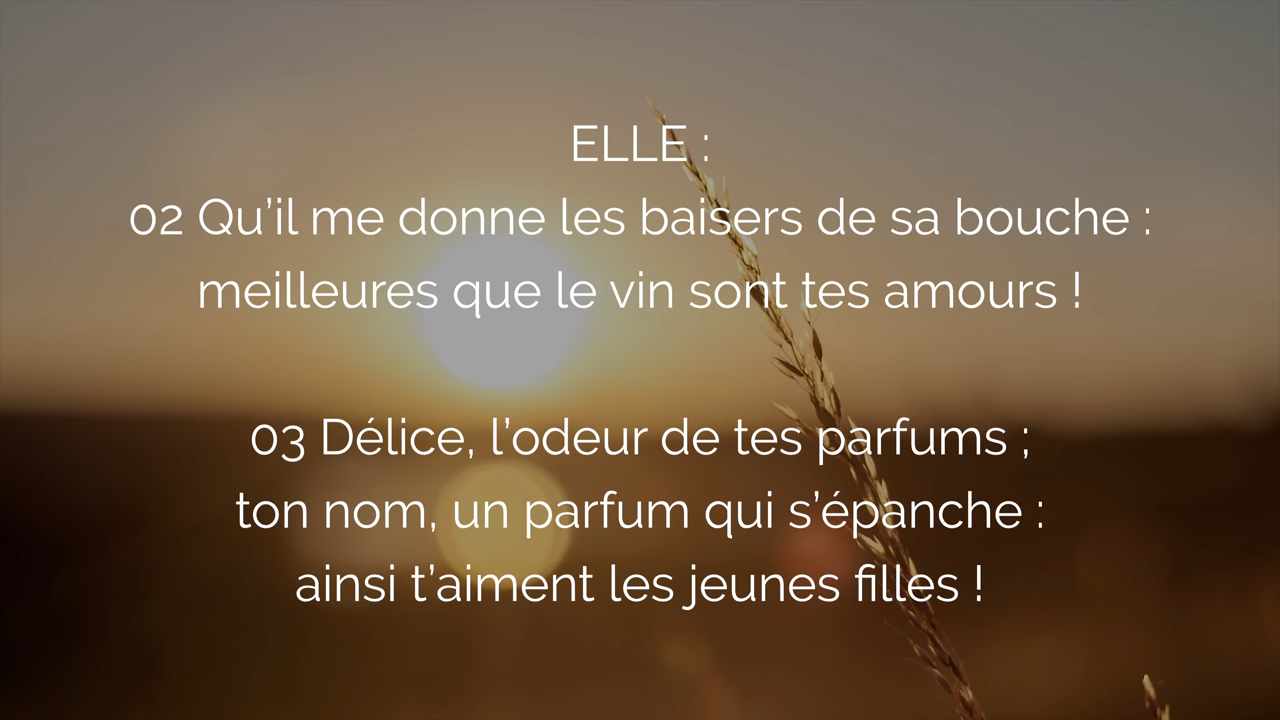 ELLE :
02 Qu’il me donne les baisers de sa bouche :
meilleures que le vin sont tes amours !
03 Délice, l’odeur de tes parfums ;
ton nom, un parfum qui s’épanche :
ainsi t’aiment les jeunes filles !